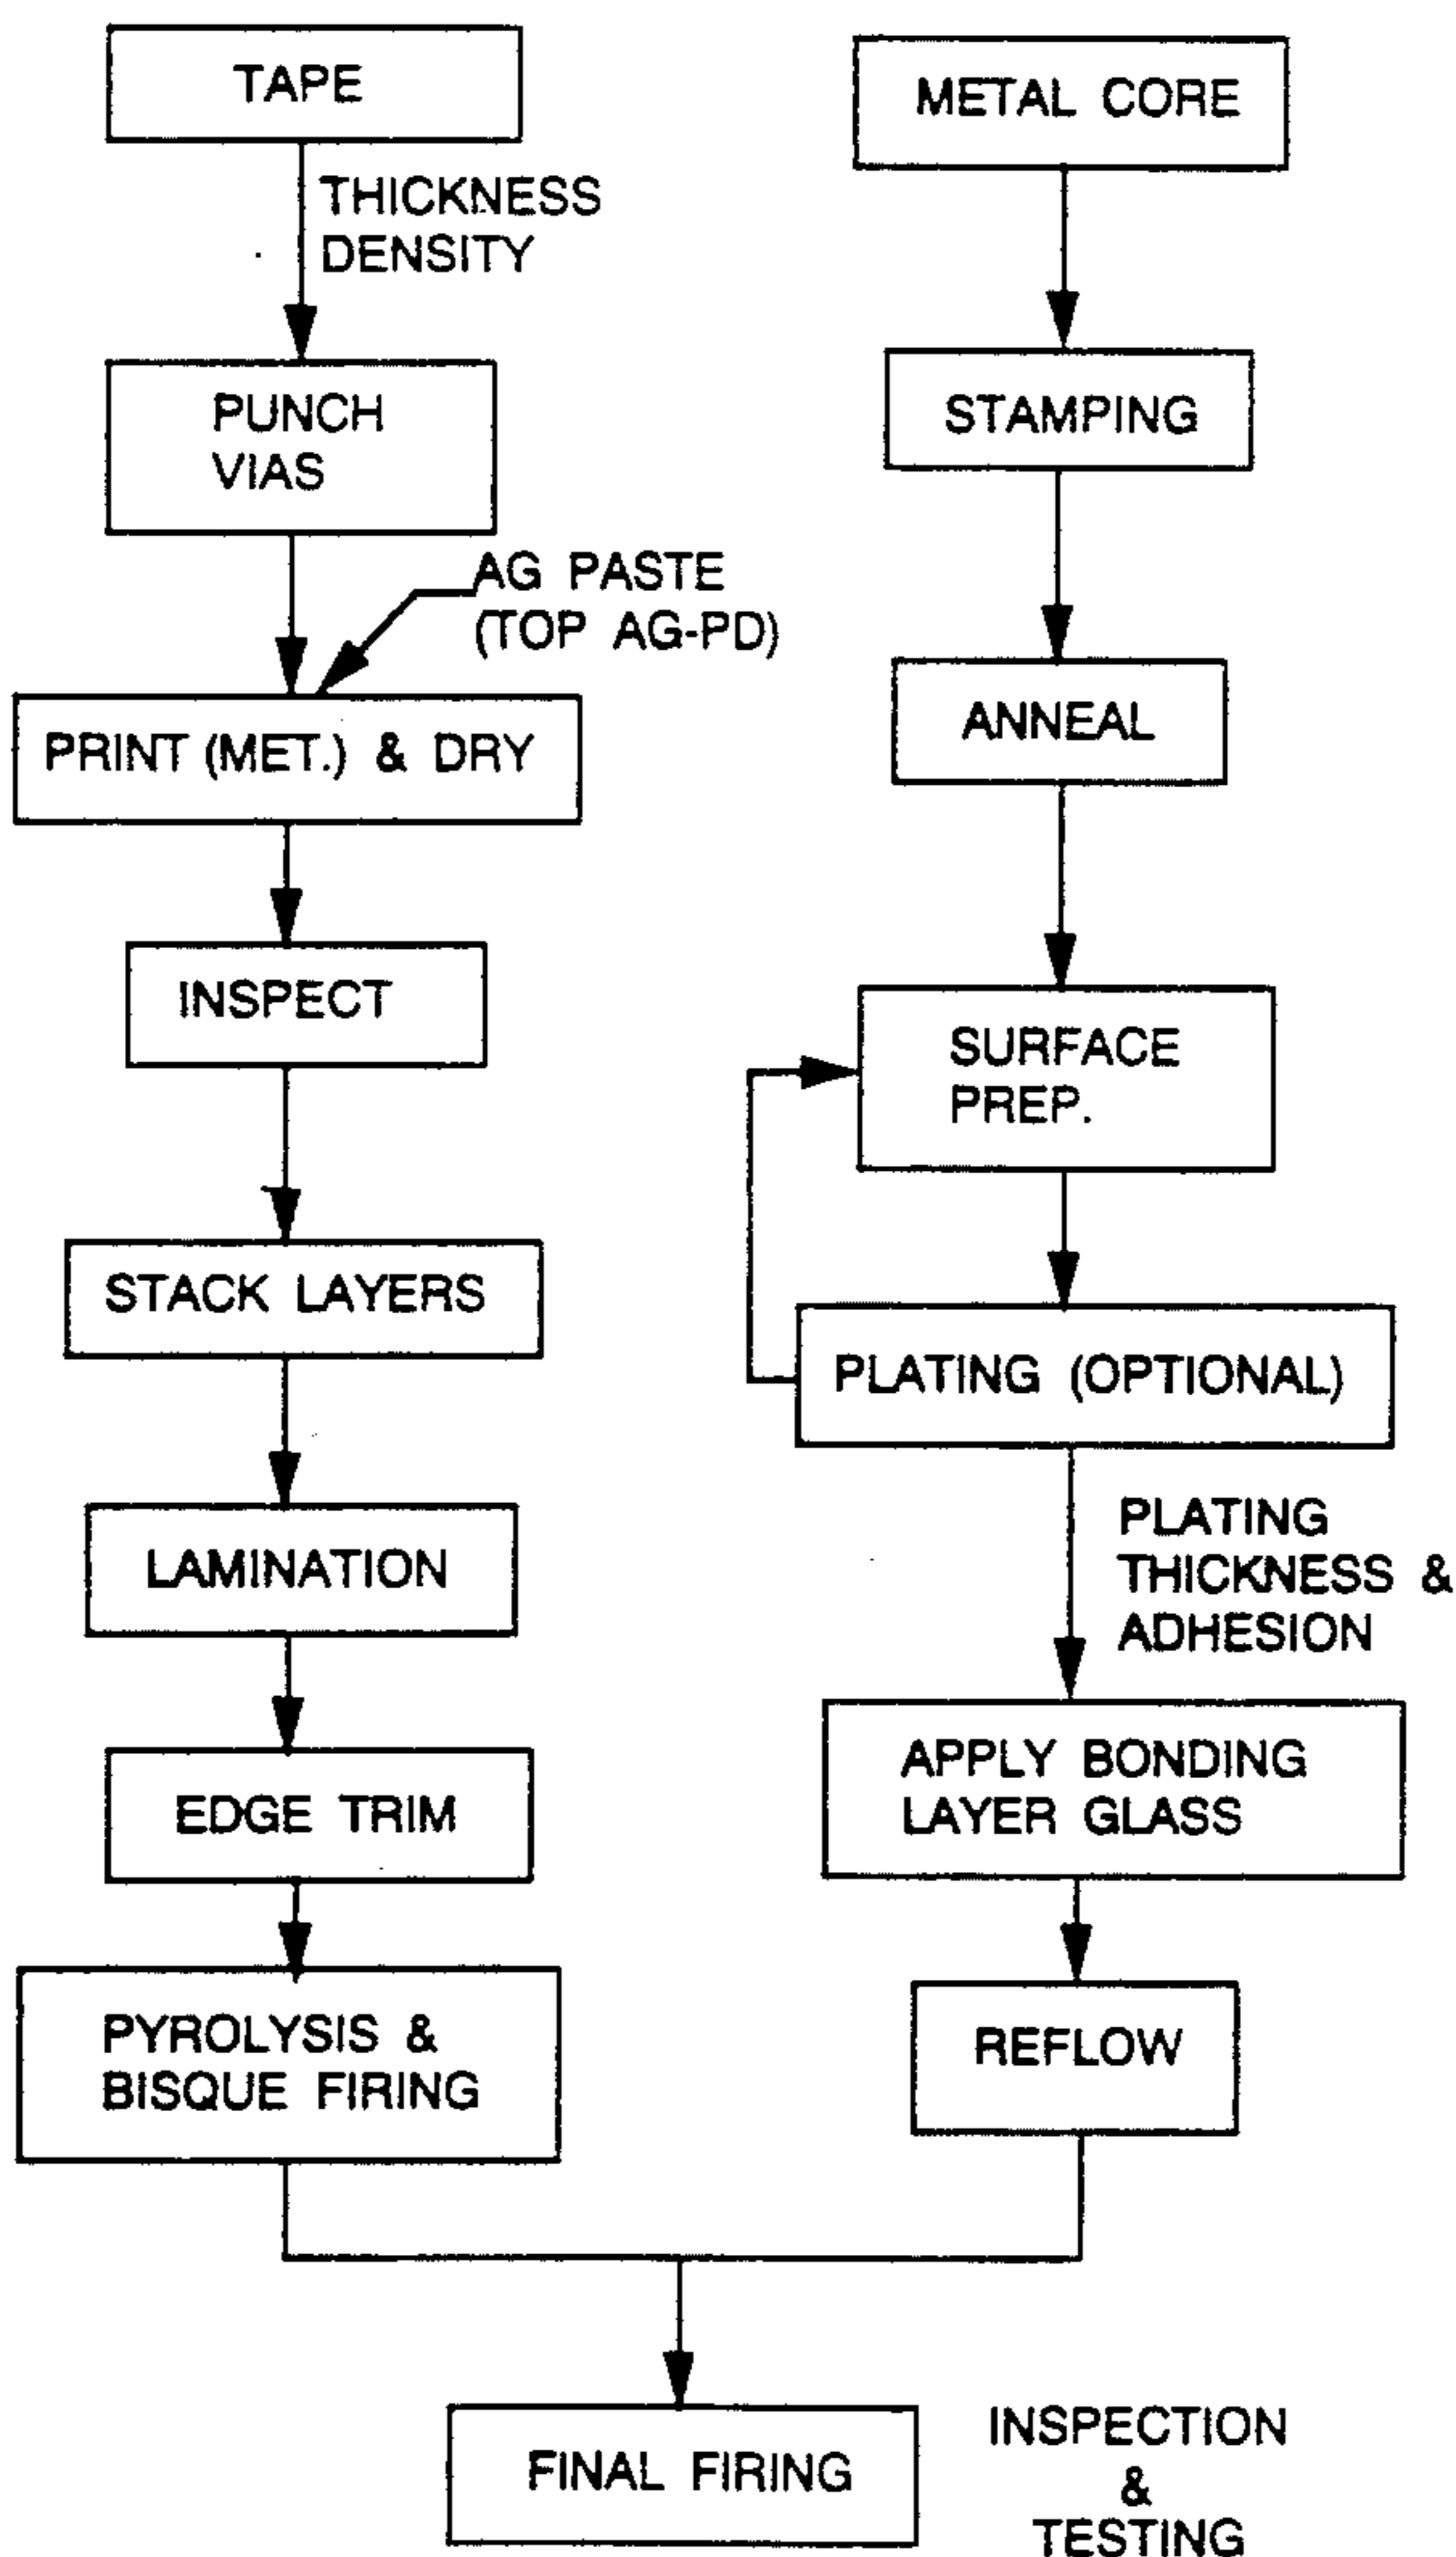 TAPE
THICKNESS
DENSITY
PUNCH
VIAS
AG PASTE
(TOP AG-PD)
PRINT (MET.) & DRY
INSPECT
STACK LAYERS
LAMINATION
EDGE TRIM
PYROLYSIS &
BISQUE FIRING
METAL CORE
STAMPING
ANNEAL
SURFACE
PREP.
PLATING (OPTIONAL)
PLATING
THICKNESS &
ADHESION
APPLY BONDING
LAYER GLASS
REFLOW
FINAL FIRING
INSPECTION
&
TESTING